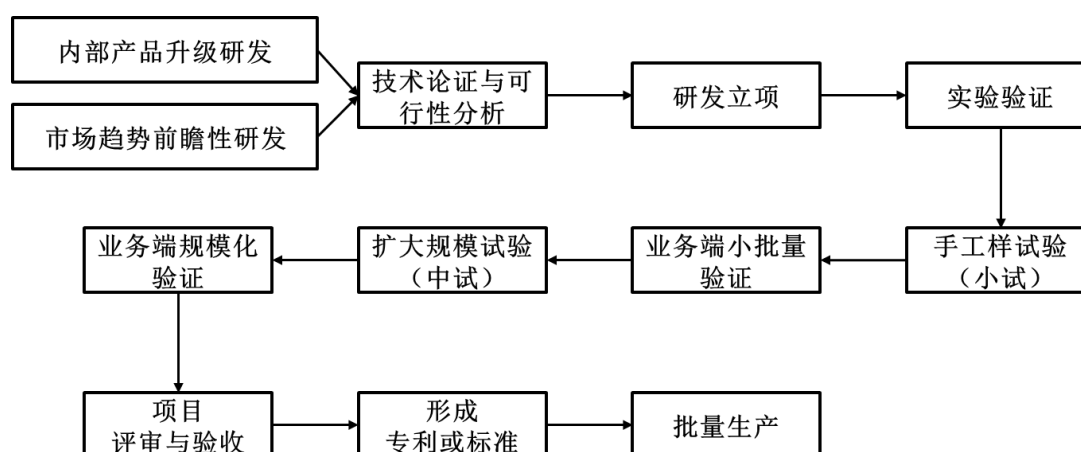 内部产品升级研发
市场趋势前瞻性研发
技术论证与可
行性分析
研发立项
实验验证
手工样试验
（小试）
业务端小批量
验证
扩大规模试验
（中试）
业务端规模化
验证
项目
评审与验收
形成
专利或标准
批量生产